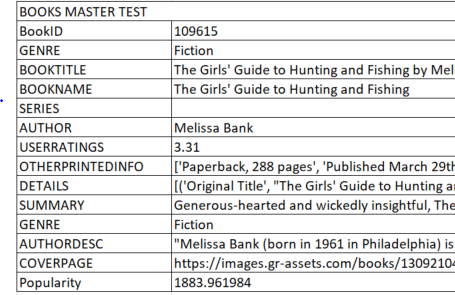 BOOKS MASTER TEST
BookID 109615
GENRE Fiction
BOOKTITLE The Girls' Guide to Hunting and Fishing by Mel
BOOKNAME The Girls' Guide to Hunting and Fishing
SERIES
AUTHOR Melissa Bank
USERRATINGS 3.31
OTHERPRINTEDINFO ['Paperback, 288 pages', 'Published March 29th
DETAILS [('Original Title', "The Girls' Guide to Hunting a
SUMMARY Generous-hearted and wickedly insightful, The
GENRE Fiction
AUTHORDESC "Melissa Bank (born in 1961 in Philadelphia) is
COVERPAGE https://images.gr-assets.com/books/13092104
Popularity 1883.961984